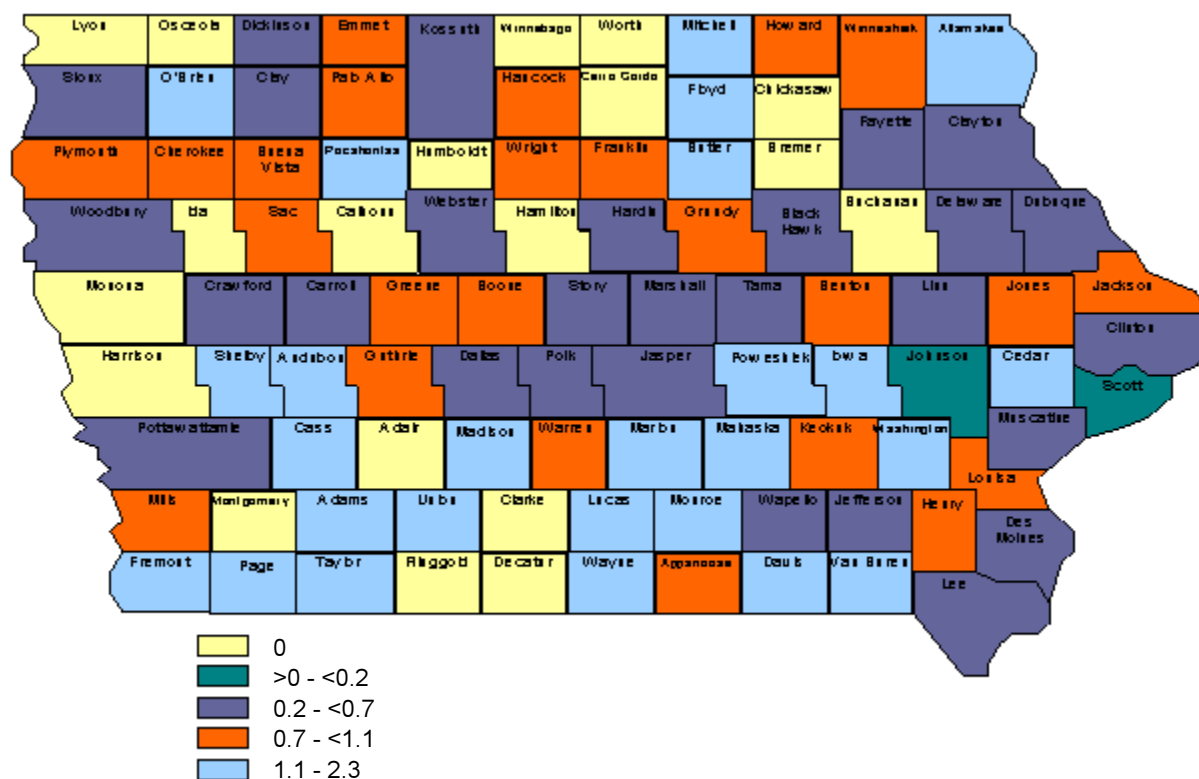 Lyon
Osceola
Dickinson
Emmet
Kossuth
Winnebago
Worth
Mitchell
Howard
Winneshiek
Allamakee
Sioux
O'Brien
Clay
Palo Alto
Hancock
Cerro Gordo
Floyd
Chickasaw
Fayette
Clayton
Plymouth
Cherokee
Buena
Vista
Pocahontas
Humboldt
Wright
Franklin
Butler
Bremer
Woodbury
Ida
Sac
Calhoun
Webster
Hamilton
Hardin
Grundy
Black
Hawk
Buchanan
Delaware
Dubuque
Monona
Crawford
Carroll
Greene
Boone
Story
Marshall
Tama
Benton
Linn
Jones
Jackson
Clinton
Harrison
Shelby
Audubon
Guthrie
Dallas
Polk
Jasper
Poweshiek
Iowa
Johnson
Cedar
Scott
Muscatine
Pottawattamie
Cass
Adair
Madison
Warren
Marion
Mahaska
Keokuk
Washington
Louisa
Mills
Montgomery
Adams
Union
Clarke
Lucas
Monroe
Wapello
Jefferson
Henry
Des
Moines
Fremont
Page
Taylor
Ringgold
Decatur
Wayne
Appanoose
Davis
Van Buren
Lee
0
>0 - <0.2
0.2 - <0.7
0.7 - <1.1
1.1 - 2.3